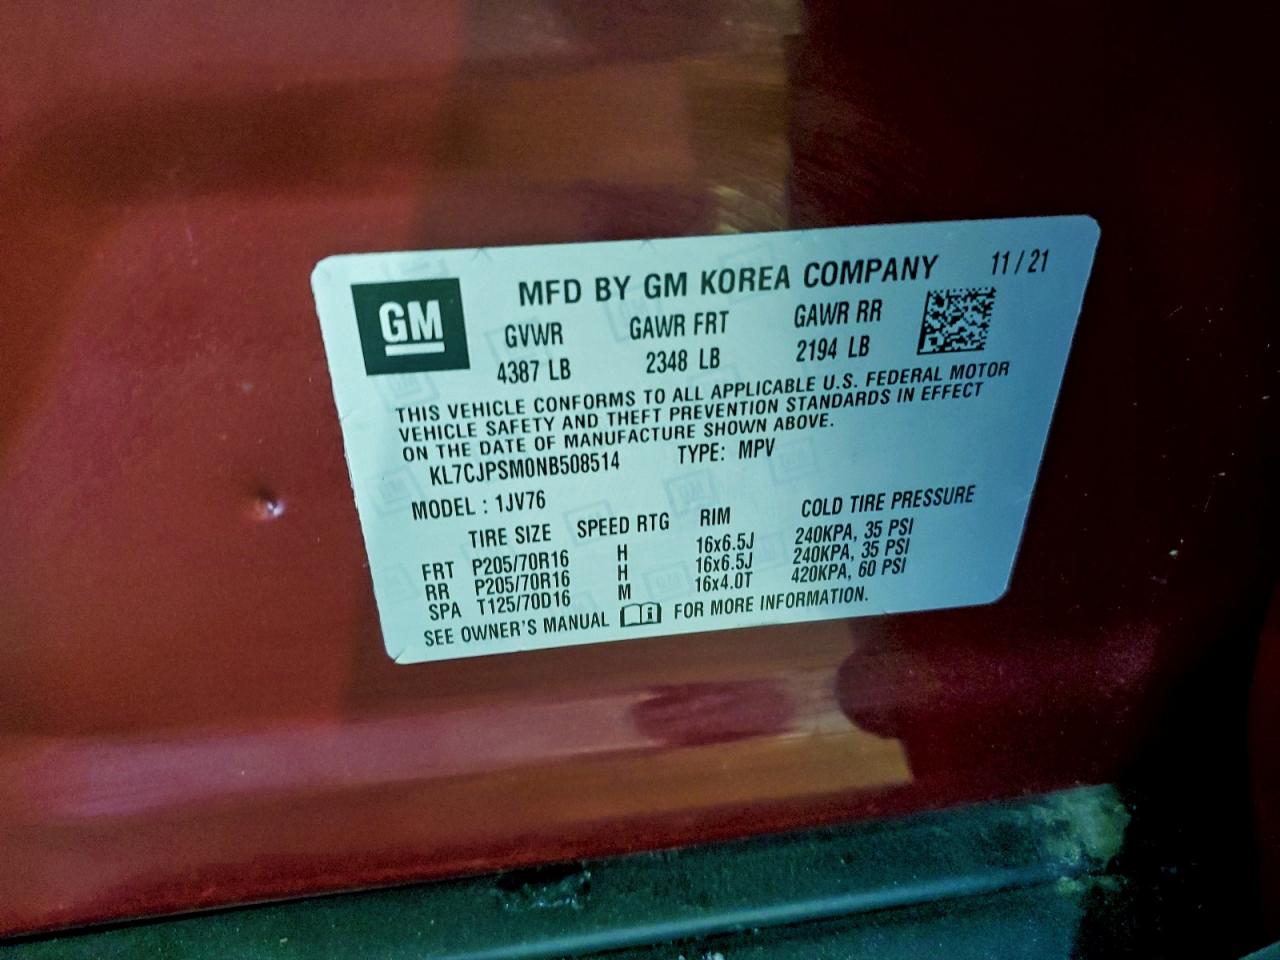 GM
MFD BY GM KOREA COMPANY 11 / 21
GVWR GAWR FRT GAWR RR
4387 LB 2348 LB 2194 LB
THIS VEHICLE CONFORMS TO ALL APPLICABLE U.S. FEDERAL MOTOR
VEHICLE SAFETY AND THEFT PREVENTION STANDARDS IN EFFECT
ON THE DATE OF MANUFACTURE SHOWN ABOVE.
KL7CJPSM0NB508514 TYPE: MPV
MODEL : 1JV76
TIRE SIZE SPEED RTG RIM COLD TIRE PRESSURE
FRT P205/70R16 H 16x6.5J 240KPA, 35 PSI
RR P205/70R16 H 16x6.5J 240KPA, 35 PSI
SPA T125/70D16 M 16x4.0T 420KPA, 60 PSI
SEE OWNER'S MANUAL FOR MORE INFORMATION.